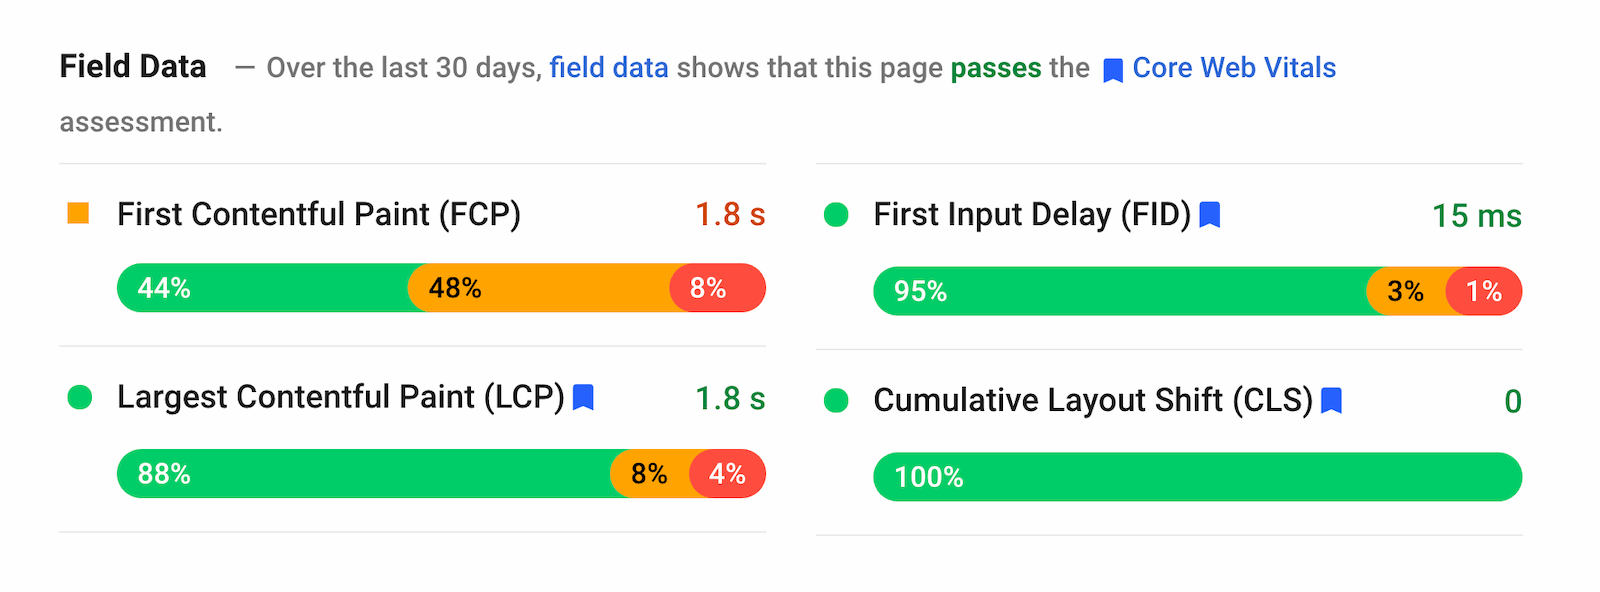 Field Data — Over the last 30 days, field data shows that this page passes the Core Web Vitals
assessment.
First Contentful Paint (FCP) 1.8 s
44% 48% 8%
First Input Delay (FID) 15 ms
95% 3% 1%
Largest Contentful Paint (LCP) 1.8 s
88% 8% 4%
Cumulative Layout Shift (CLS) 0
100%